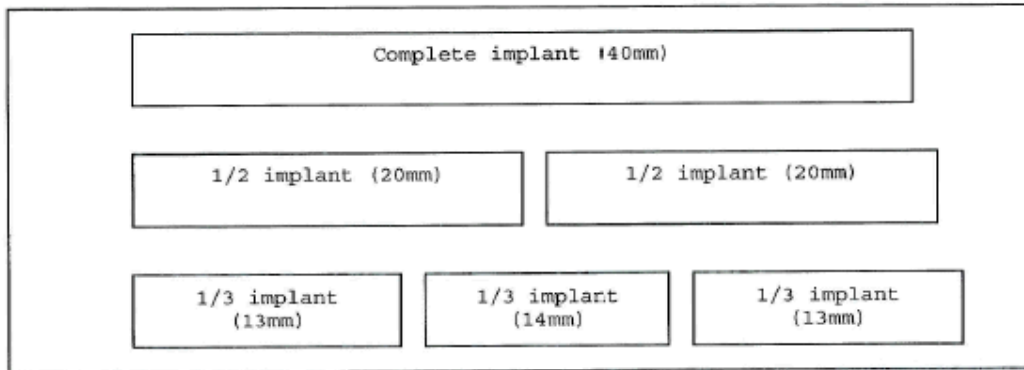 Complete implant (40mm)
1/2 implant (20mm)
1/2 implant (20mm)
1/3 implant
(13mm)
1/3 implant
(14mm)
1/3 implant
(13mm)